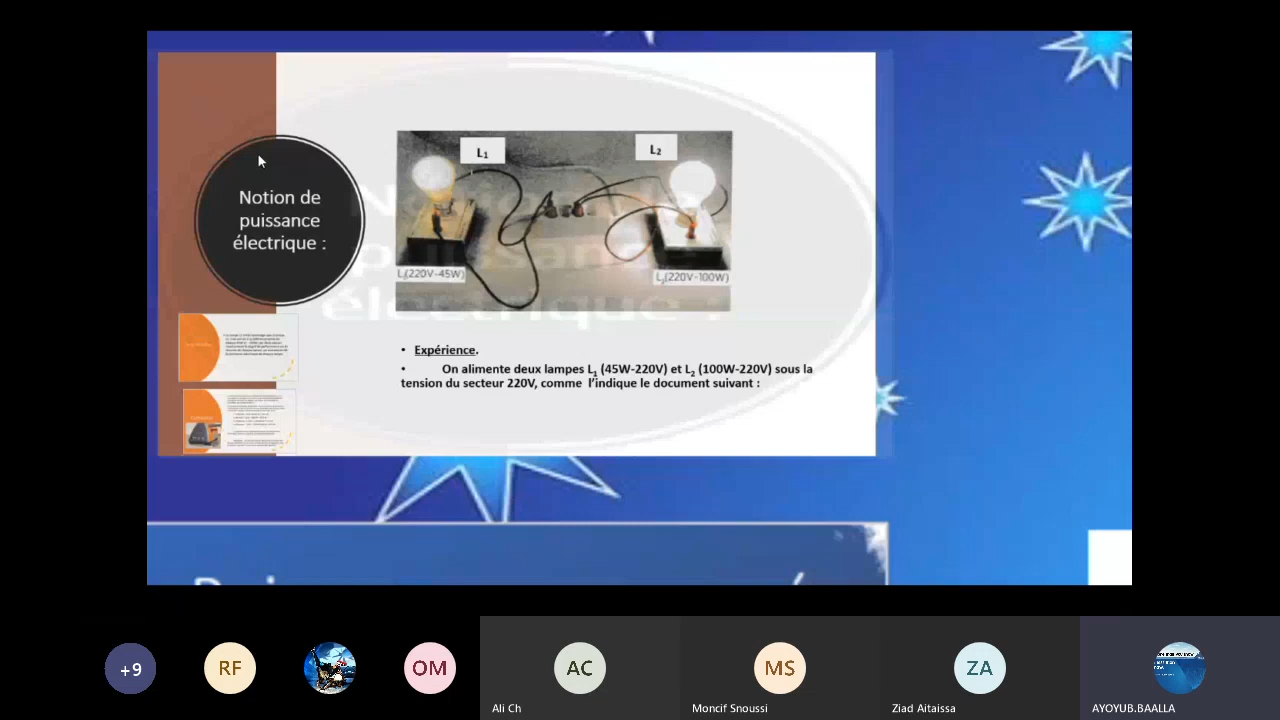 Notion de
puissance
électrique :
L₁
L₂
L₁(220V-45W)
L₂(220V-100W)
• Expérience.
• On alimente deux lampes L₁ (45W-220V) et L₂ (100W-220V) sous la
tension du secteur 220V, comme l'indique le document suivant :
+9
RF
OM
AC
MS
ZA
Ali Ch
Moncif Snoussi
Ziad Aitaissa
AYOYUB.BAALLA